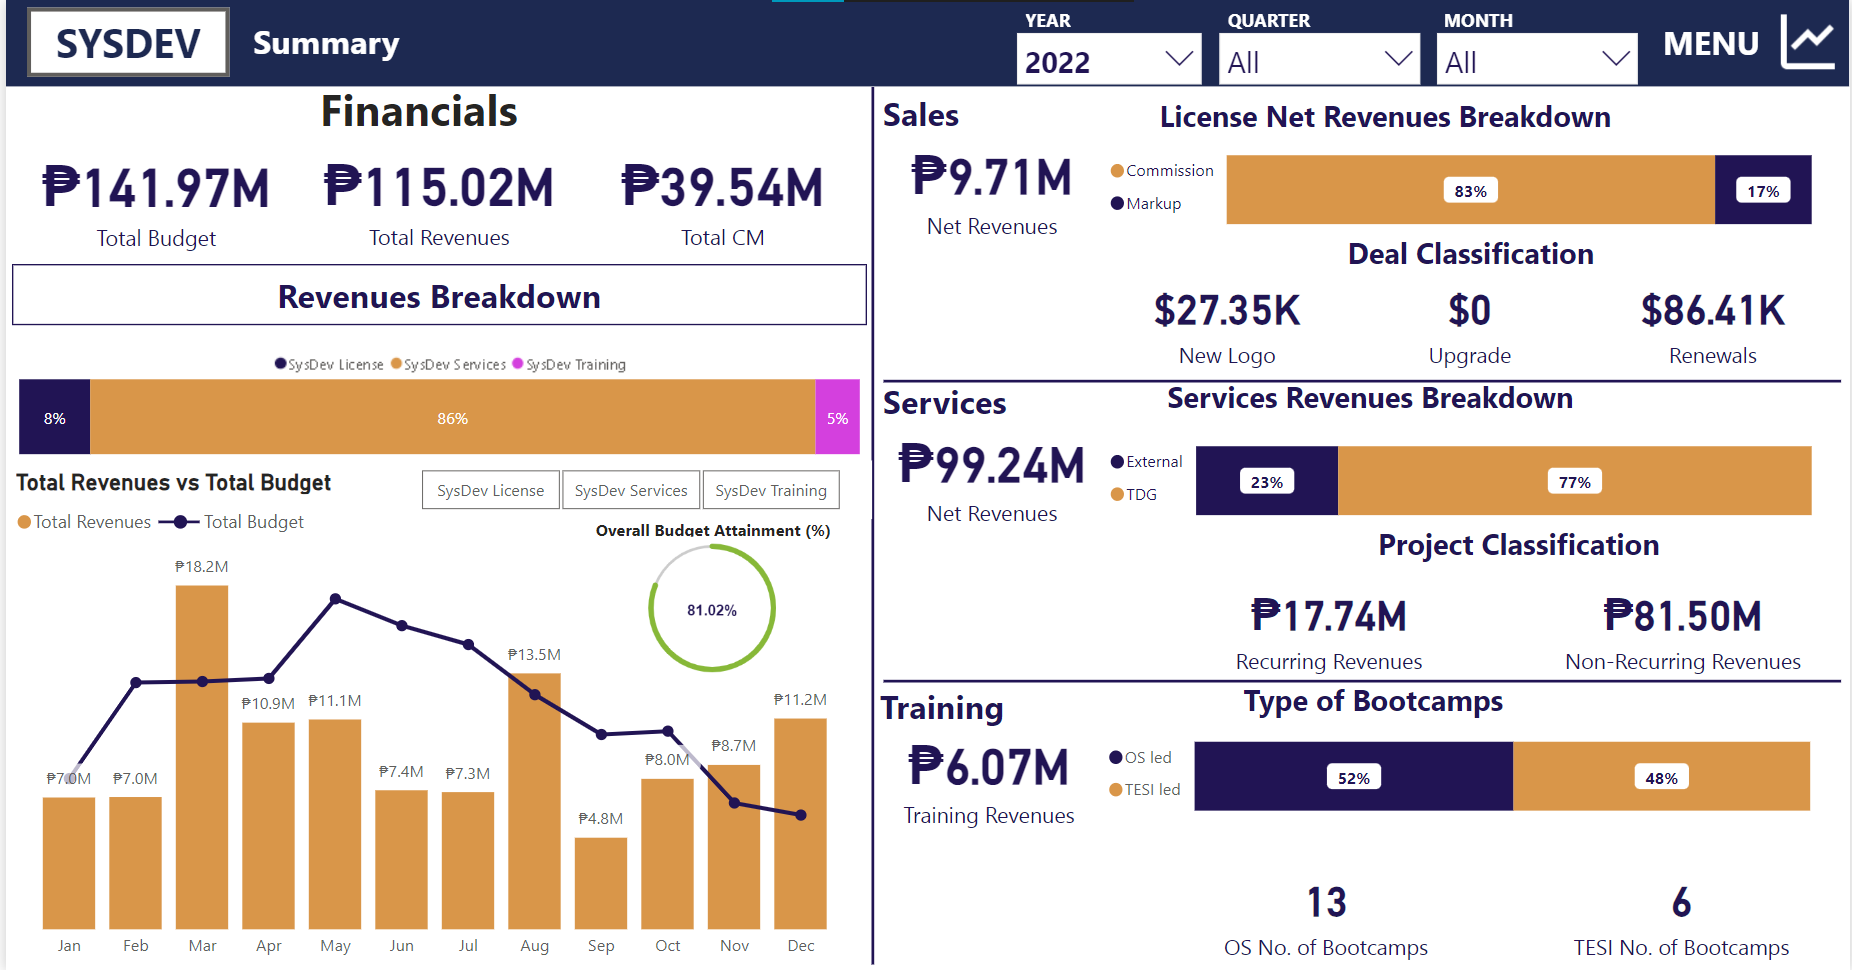 SYSDEV
Summary
YEAR
2022
QUARTER
All
MONTH
All
MENU
Financials
₱141.97M
₱115.02M
₱39.54M
Total Budget
Total Revenues
Total CM
Revenues Breakdown
SysDev License SysDev Services SysDev Training
8%
86%
5%
Total Revenues vs Total Budget
SysDev License
SysDev Services
SysDev Training
Total Revenues Total Budget
Overall Budget Attainment (%)
81.02%
₱7.0M
₱7.0M
₱18.2M
₱10.9M
₱11.1M
₱7.4M
₱7.3M
₱13.5M
₱4.8M
₱8.0M
₱8.7M
₱11.2M
Jan Feb Mar Apr May Jun Jul Aug Sep Oct Nov Dec
Sales
₱9.71M
Net Revenues
License Net Revenues Breakdown
Commission
Markup
83%
17%
Deal Classification
$27.35K
$0
$86.41K
New Logo
Upgrade
Renewals
Services
₱99.24M
Net Revenues
Services Revenues Breakdown
External
TDG
23%
77%
Project Classification
₱17.74M
₱81.50M
Recurring Revenues
Non-Recurring Revenues
Training
₱6.07M
Training Revenues
Type of Bootcamps
OS led
TESI led
52%
48%
13
6
OS No. of Bootcamps
TESI No. of Bootcamps